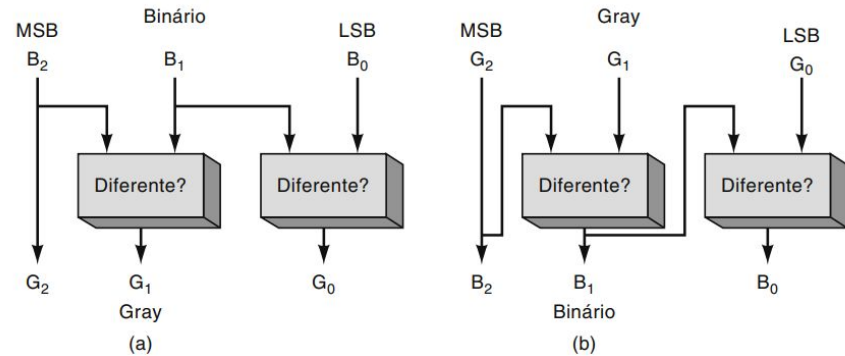 Binário
MSB LSB
B₂ B₁ B₀
Diferente? Diferente?
G₂ G₁ G₀
Gray
(a)
Gray
MSB LSB
G₂ G₁ G₀
Diferente? Diferente?
B₂ B₁ B₀
Binário
(b)